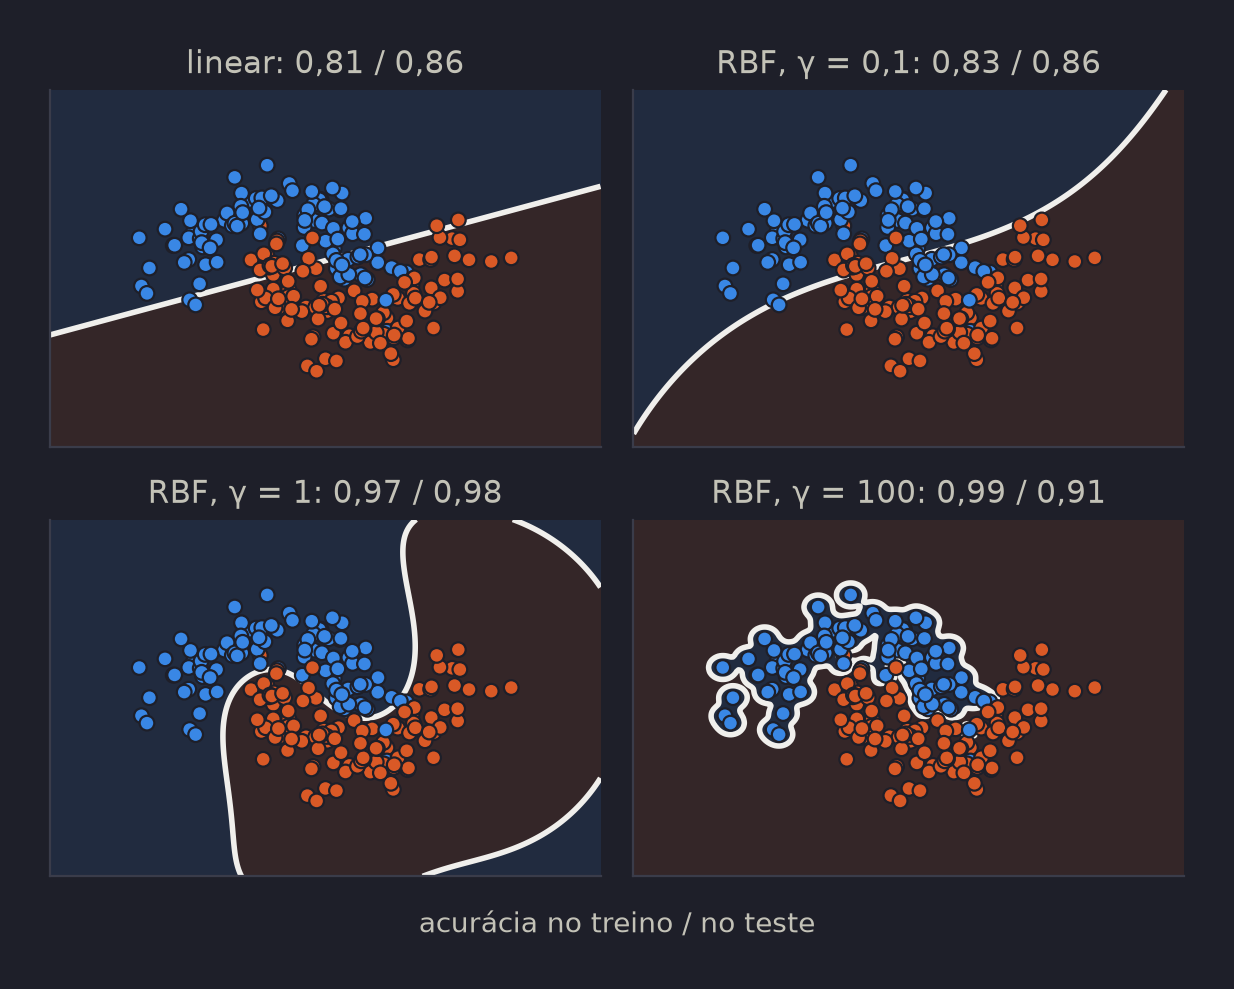 linear: 0,81 / 0,86
RBF, γ = 0,1: 0,83 / 0,86
RBF, γ = 1: 0,97 / 0,98
RBF, γ = 100: 0,99 / 0,91
acurácia no treino / no teste